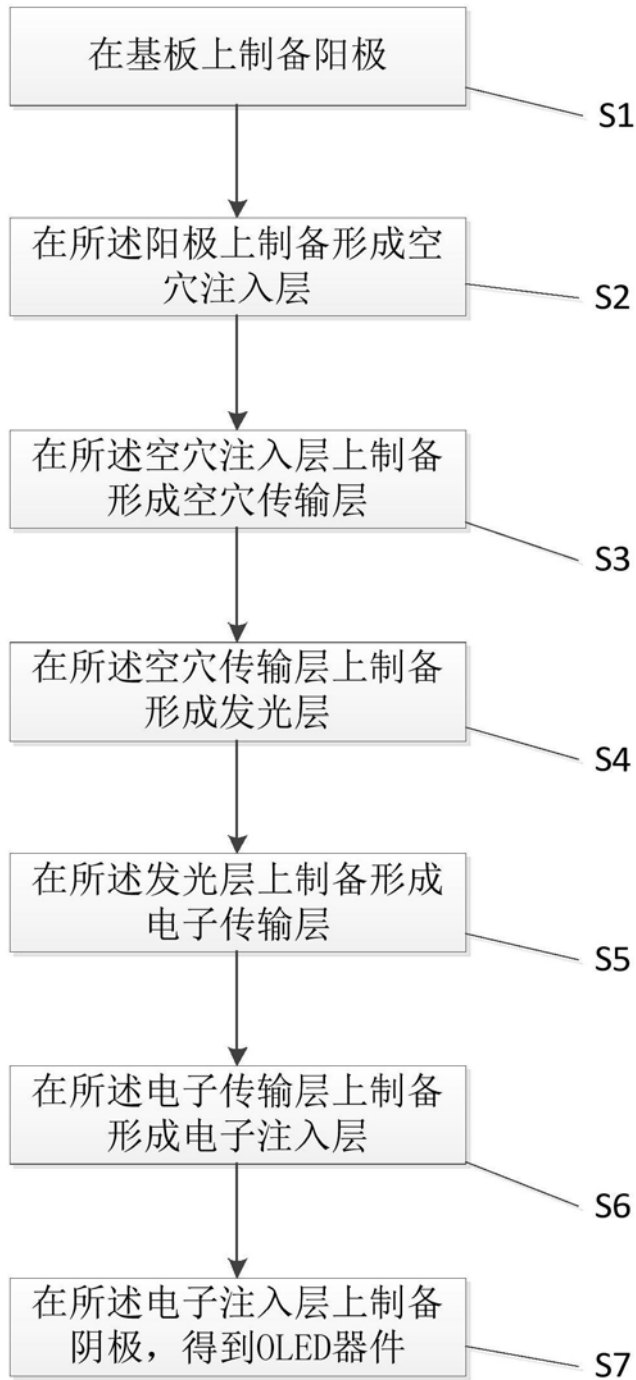 在基板上制备阳极
S1
在所述阳极上制备形成空
穴注入层
S2
在所述空穴注入层上制备
形成空穴传输层
S3
在所述空穴传输层上制备
形成发光层
S4
在所述发光层上制备形成
电子传输层
S5
在所述电子传输层上制备
形成电子注入层
S6
在所述电子注入层上制备
阴极，得到OLED器件
S7